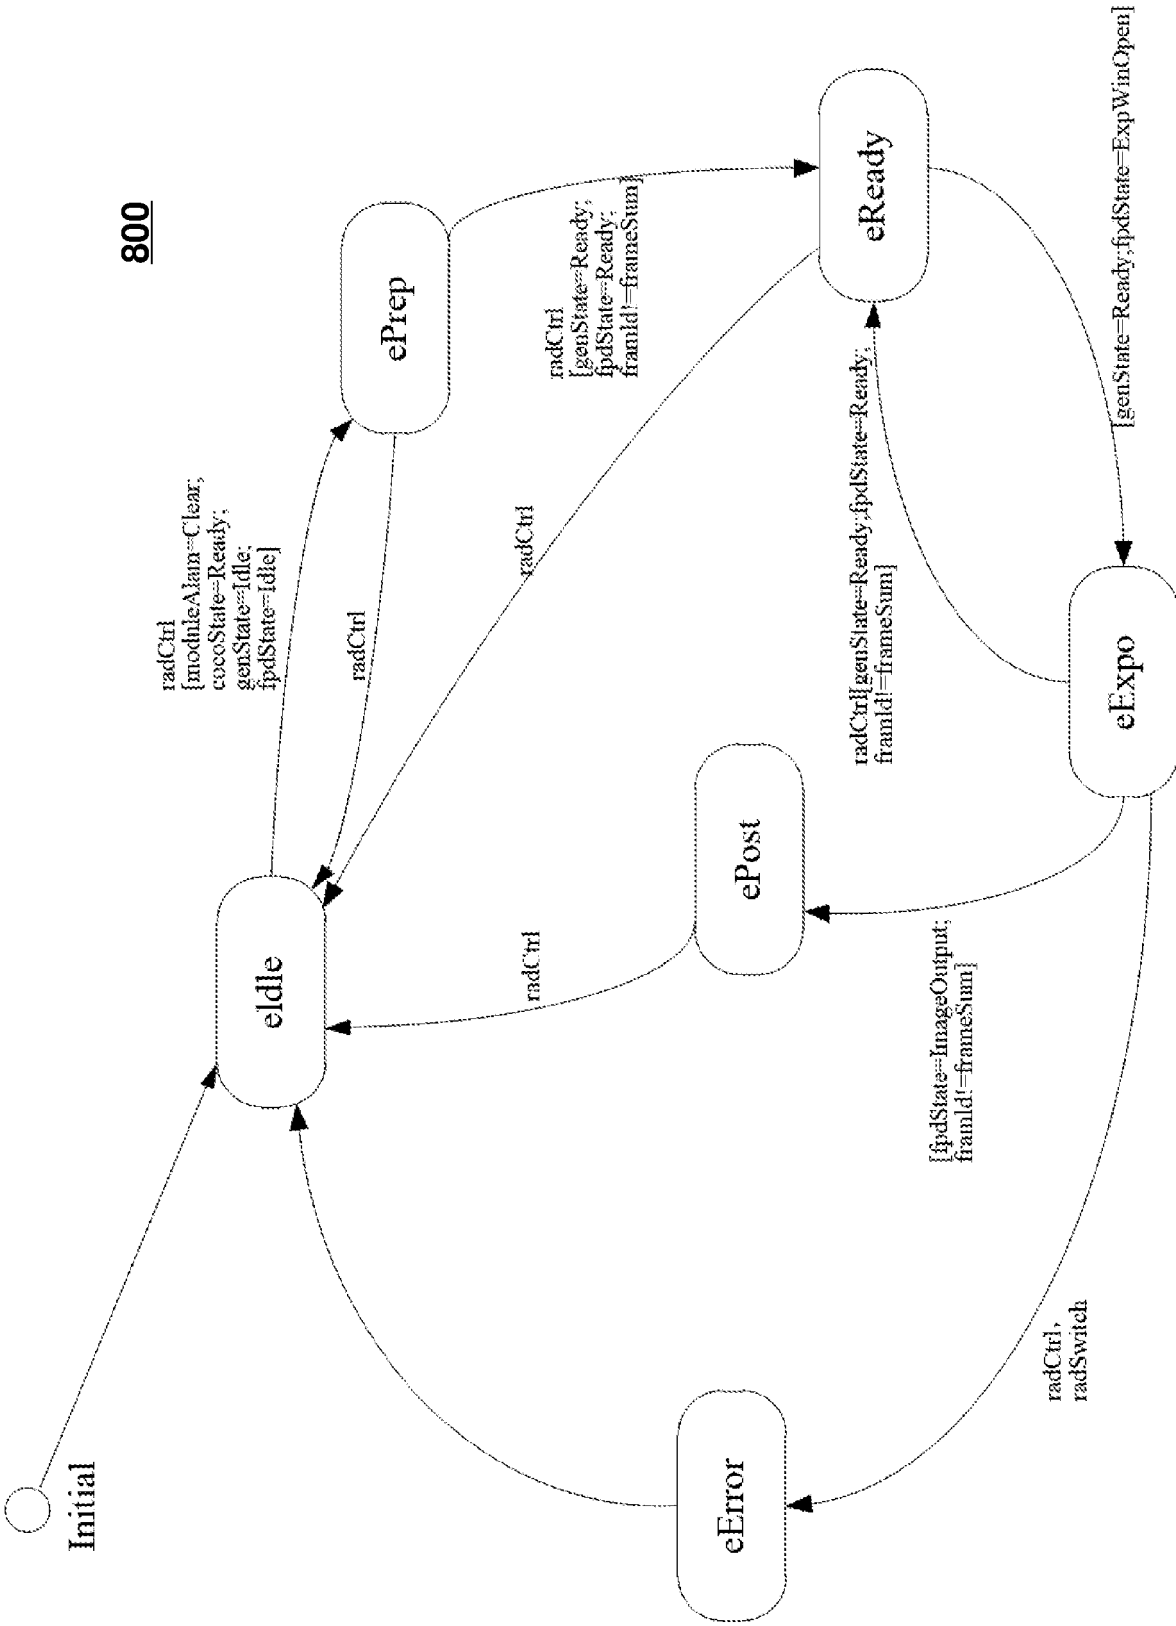 800
Initial
eIdle
radCtrl
[moduleAlam=Clear;
cocoState=Ready;
genState=Idle;
fpdState=Idle]
radCtrl
ePrep
radCtrl
[genState=Ready;
fpdState=Ready;
framId!=frameSum]
radCtrl
eReady
radCtrl
ePost
radCtrl[genState=Ready;fpdState=Ready;
framId!=frameSum]
[genState=Ready;fpdState=ExpWinOpen]
eExpo
[fpdState=ImageOutput;
framId!=frameSum]
eError
radCtrl,
radSwitch